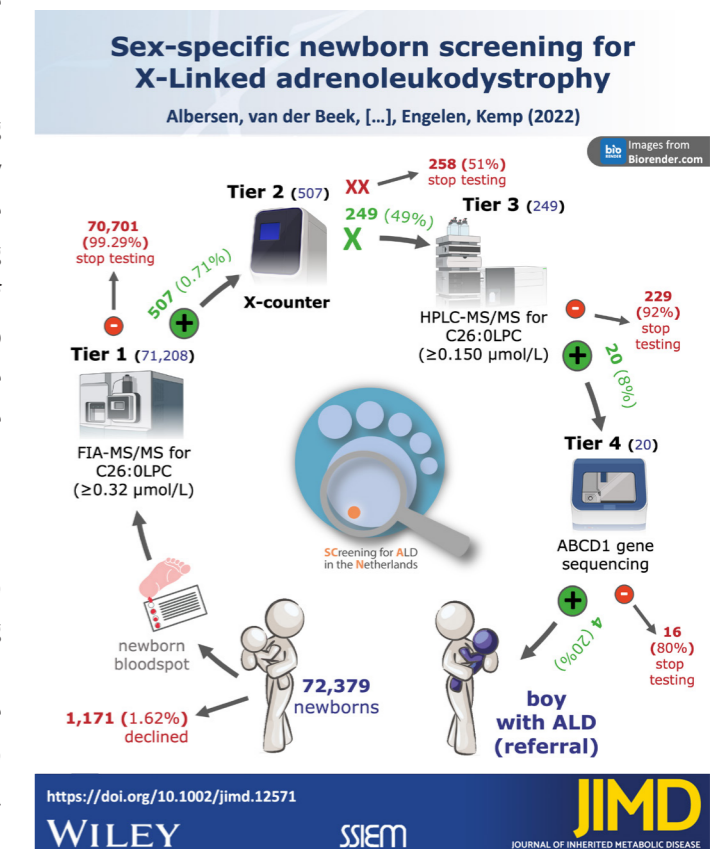 Sex-specific newborn screening for
X-Linked adrenoleukodystrophy
Albersen, van der Beek, […], Engelen, Kemp (2022)
bio
RENDER
Images from
Biorender.com
258 (51%)
stop testing
XX
Tier 2 (507)
249 (49%)
X
Tier 3 (249)
70,701
(99.29%)
stop testing
507 (0.71%)
X-counter
-
+
HPLC-MS/MS for
C26:0LPC
(≥0.150 µmol/L)
-
229
(92%)
stop
testing
+
20 (8%)
Tier 1 (71,208)
FIA-MS/MS for
C26:0LPC
(≥0.32 µmol/L)
Tier 4 (20)
ABCD1 gene
sequencing
SCreening for ALD
in the Netherlands
+
-
4 (20%)
16
(80%)
stop
testing
newborn
bloodspot
72,379
newborns
1,171 (1.62%)
declined
boy
with ALD
(referral)
https://doi.org/10.1002/jimd.12571
WILEY
SSIEM
JIMD
JOURNAL OF INHERITED METABOLIC DISEASE